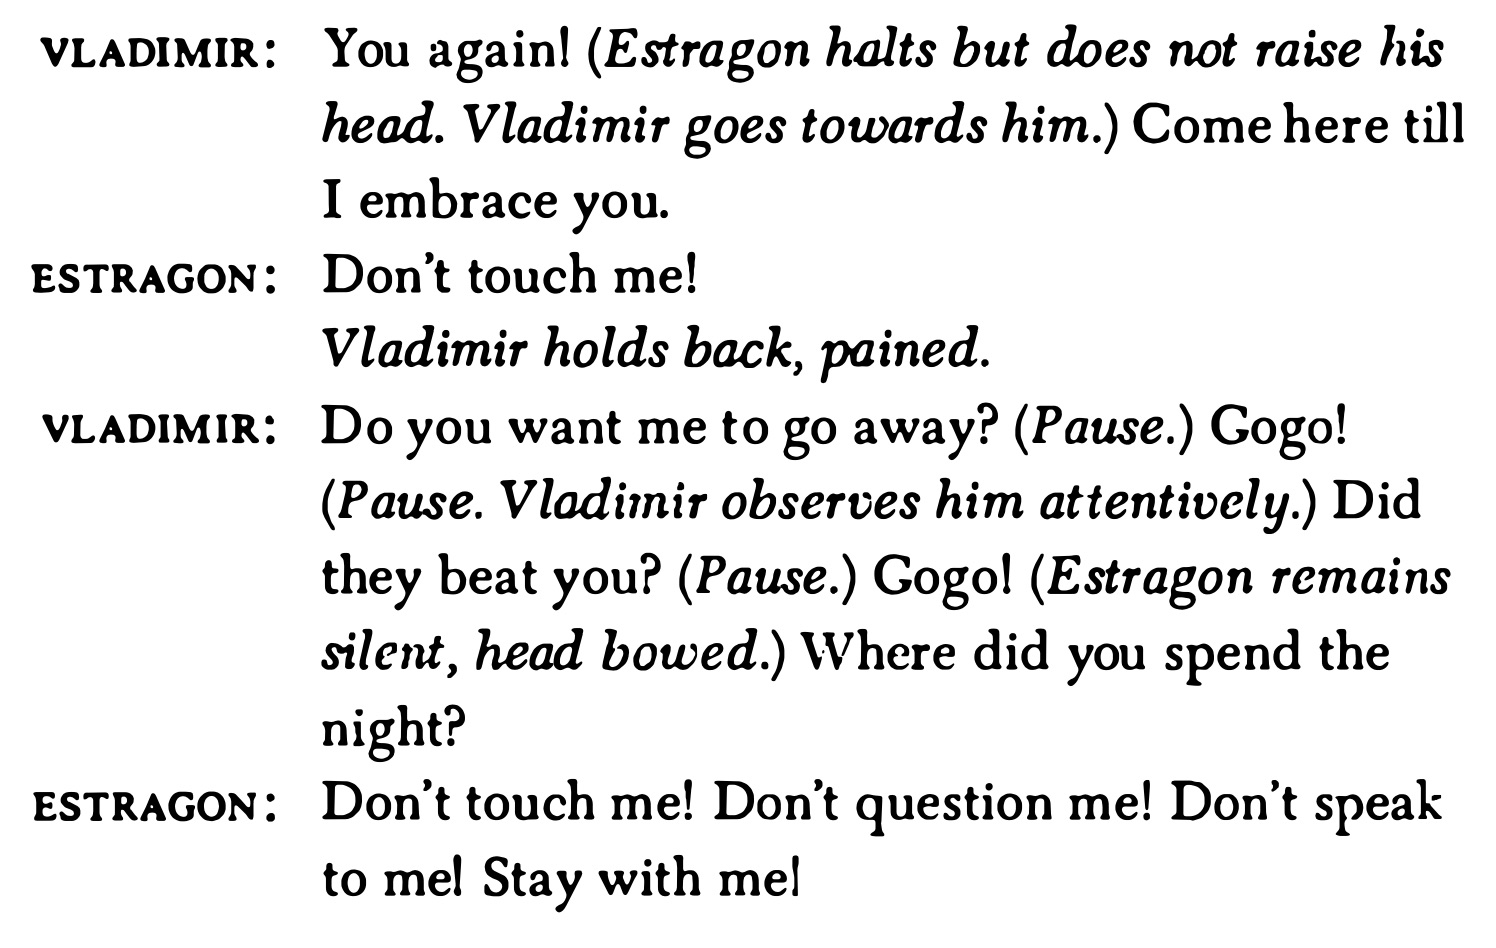 VLADIMIR: You again! (Estragon halts but does not raise his
head. Vladimir goes towards him.) Come here till
I embrace you.
ESTRAGON: Don't touch me!
Vladimir holds back, pained.
VLADIMIR: Do you want me to go away? (Pause.) Gogo!
(Pause. Vladimir observes him attentively.) Did
they beat you? (Pause.) Gogo! (Estragon remains
silent, head bowed.) Where did you spend the
night?
ESTRAGON: Don't touch me! Don't question me! Don't speak
to me! Stay with me!